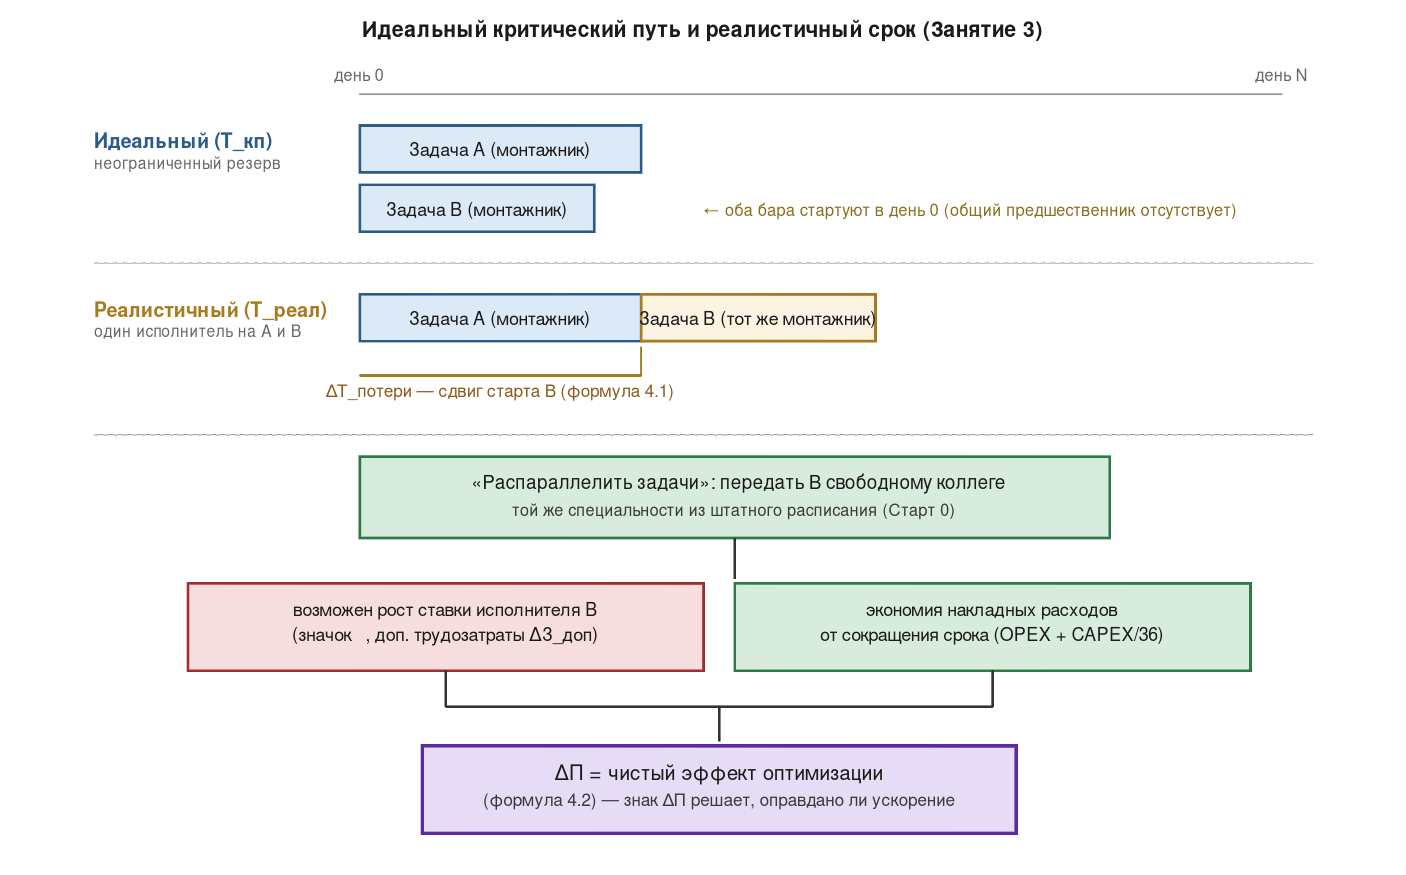 Идеальный критический путь и реалистичный срок (Занятие 3)
день 0
день N
Идеальный (T_кп)
неограниченный резерв
Задача A (монтажник)
Задача B (монтажник)
← оба бара стартуют в день 0 (общий предшественник отсутствует)
Реалистичный (T_реал)
один исполнитель на A и B
Задача A (монтажник)
Задача B (тот же монтажник)
ΔT_потери — сдвиг старта B (формула 4.1)
«Распараллелить задачи»: передать B свободному коллеге
той же специальности из штатного расписания (Старт 0)
возможен рост ставки исполнителя B
(значок , доп. трудозатраты ΔЗ_доп)
экономия накладных расходов
от сокращения срока (OPEX + CAPEX/36)
ΔП = чистый эффект оптимизации
(формула 4.2) — знак ΔП решает, оправдано ли ускорение